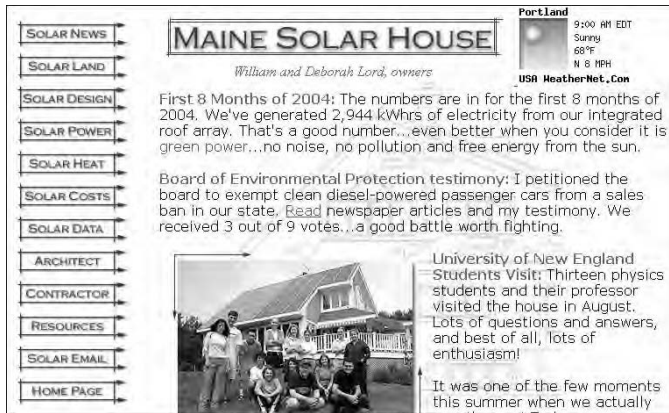 SOLAR NEWS
SOLAR LAND
SOLAR DESIGN
SOLAR POWER
SOLAR HEAT
SOLAR COSTS
SOLAR DATA
ARCHITECT
CONTRACTOR
RESOURCES
SOLAR EMAIL
HOME PAGE
MAINE SOLAR HOUSE
William and Deborah Lord, owners
Portland
9:00 AM EDT
Sunny
68°F
N 8 MPH
USA WeatherNet.Com
First 8 Months of 2004: The numbers are in for the first 8 months of
2004. We've generated 2,944 kWhrs of electricity from our integrated
roof array. That's a good number...even better when you consider it is
green power...no noise, no pollution and free energy from the sun.
Board of Environmental Protection testimony: I petitioned the
board to exempt clean diesel-powered passenger cars from a sales
ban in our state. Read newspaper articles and my testimony. We
received 3 out of 9 votes...a good battle worth fighting.
University of New England
Students Visit: Thirteen physics
students and their professor
visited the house in August.
Lots of questions and answers,
and best of all, lots of
enthusiasm!
It was one of the few moments
this summer when we actually